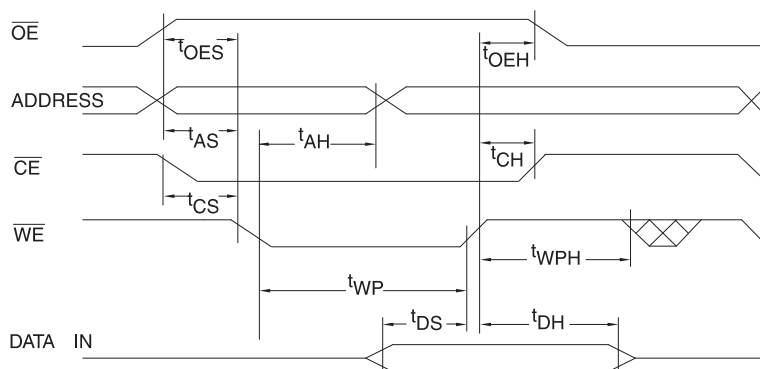 OE
tOES
tOEH
ADDRESS
tAS
tAH
tCH
CE
tCS
WE
tWPH
tWP
tDS
tDH
DATA IN